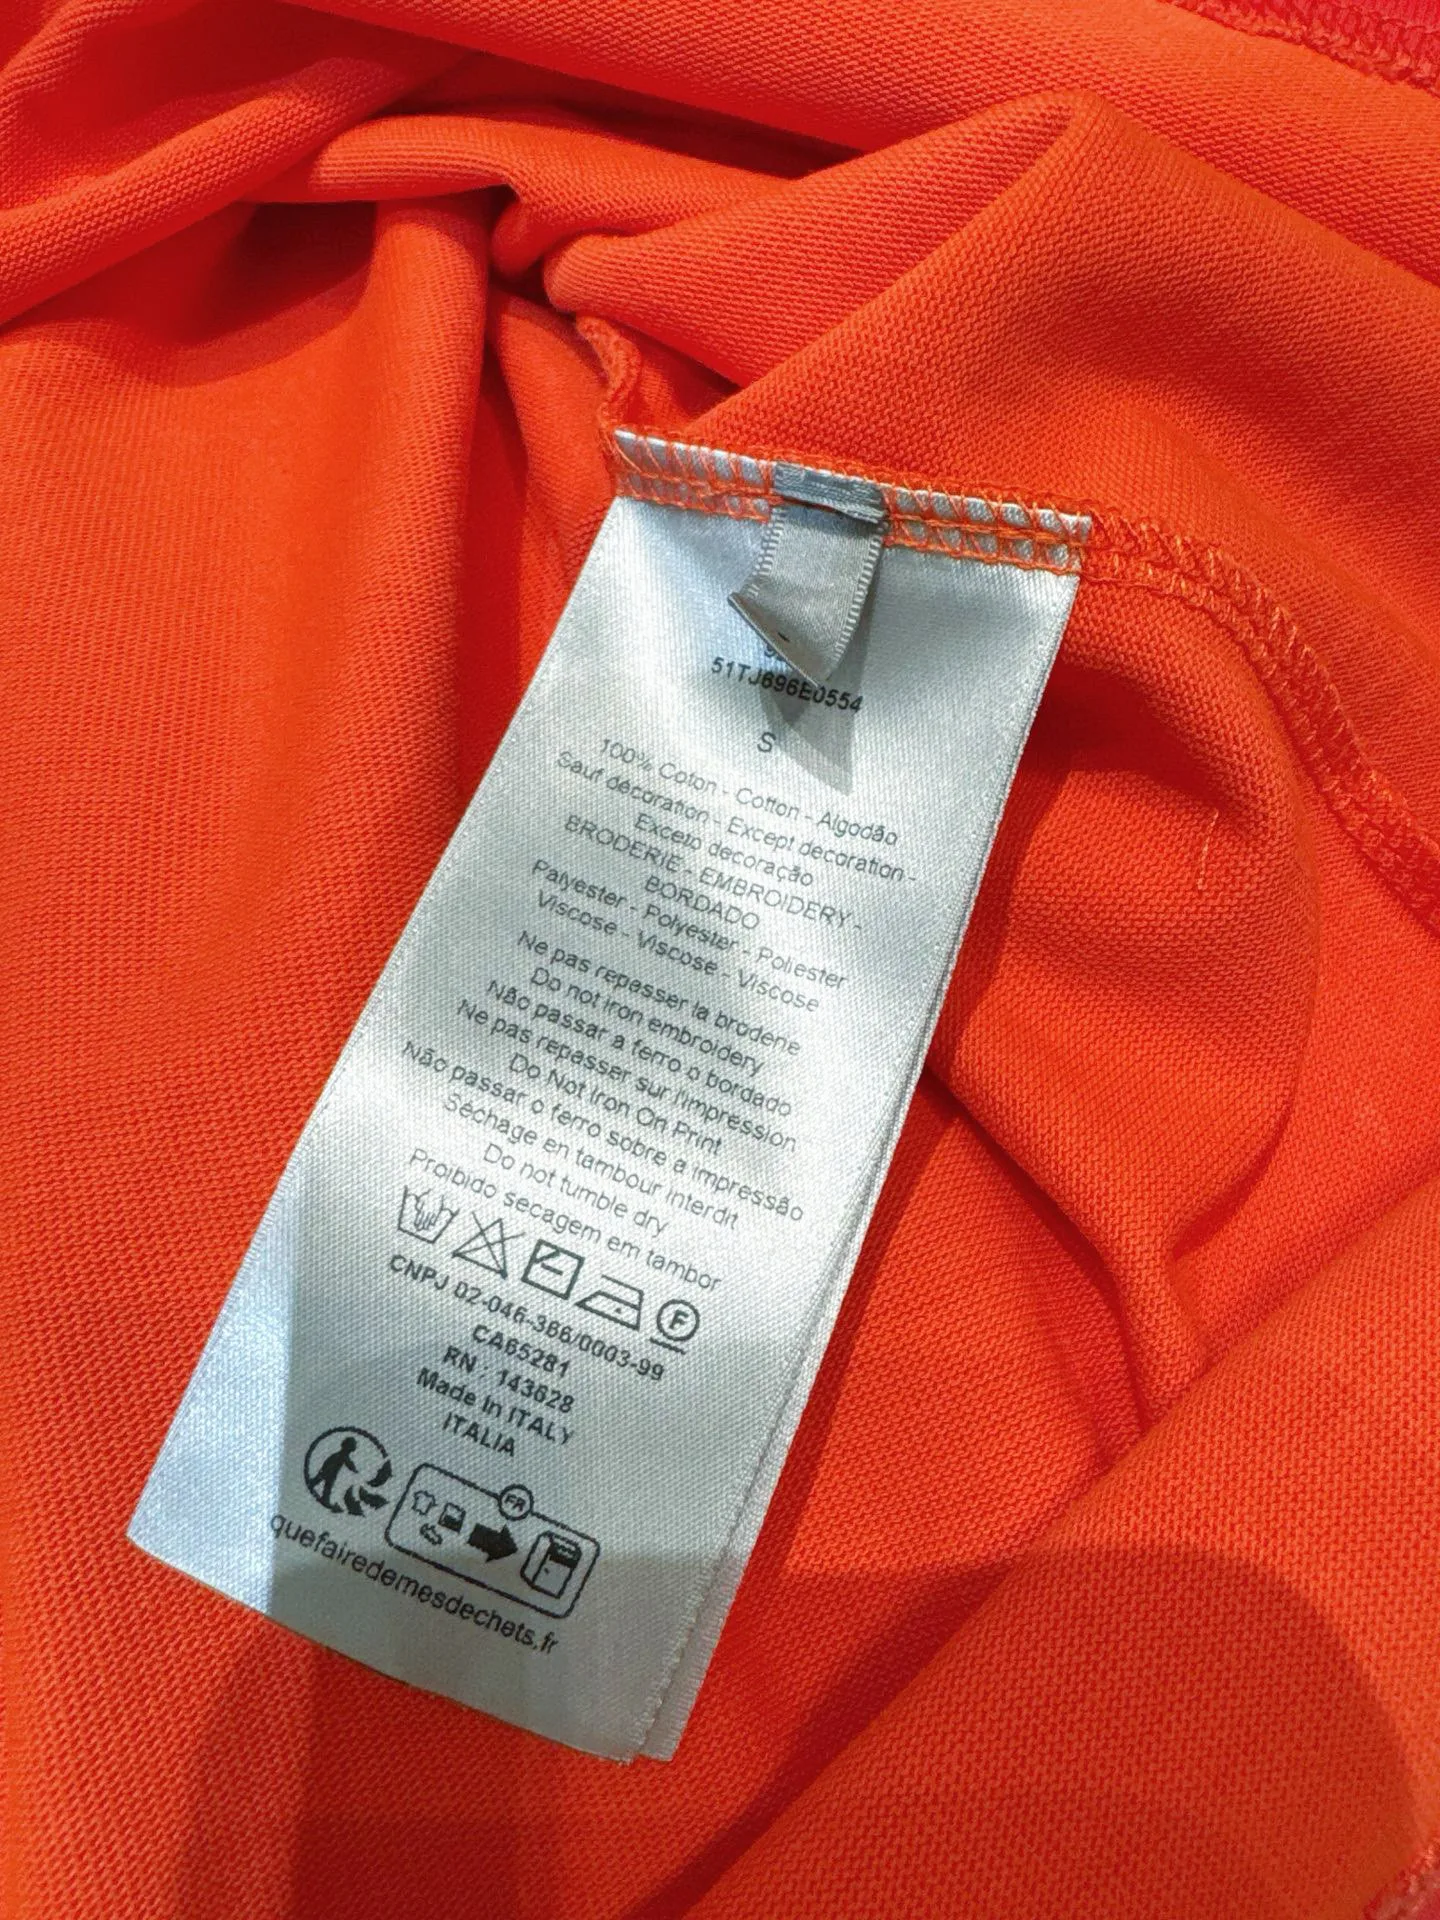 51TJ696E0554
S
100% Coton - Cotton - Algodão
Sauf décoration - Except decoration -
Exceto decoração
BRODERIE - EMBROIDERY -
BORDADO
Palyester - Polyester - Poliester
Viscose - Viscose - Viscose
Ne pas repasser la broderie
Do not iron embroidery
Não passar a ferro o bordado
Ne pas repasser sur l'impression
Do Not Iron On Print
Não passar o ferro sobre a impressão
Séchage en tambour interdit
Do not tumble dry
Proibido secagem em tambor
F
CNPJ 02-046-366/0003-99
CA65281
RN : 143628
Made In ITALY
ITALIA
FR
quefairedemesdechets.fr